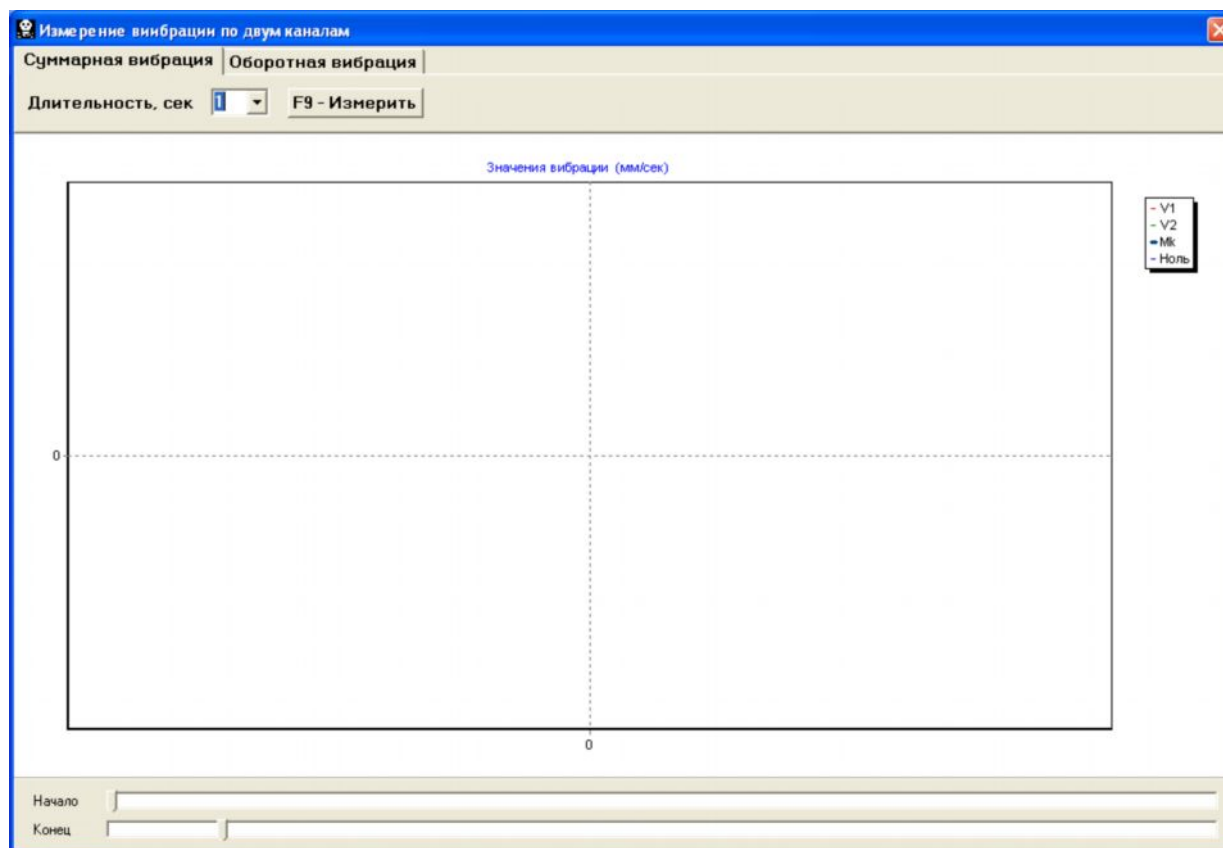 Измерение виибрации по двум каналам
Суммарная вибрация Оборотная вибрация
Длительность, сек 1 F9 - Измерить
Значения вибрации (мм/сек)
V1
V2
Mk
Ноль
0
0
Начало
Конец